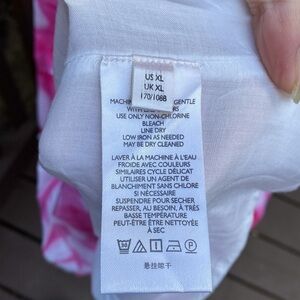 US XL
UK XL
170/108B
GENTLE
USE ONLY NON-CHLORINE
BLEACH
LINE DRY
LOW IRON AS NEEDED
MAY BE DRY CLEANED
LAVER À LA MACHINE À L'EAU
FROIDE AVEC COULEURS
SIMILAIRES CYCLE DÉLICAT
UTILISER UN AGENT DE
BLANCHIMENT SANS CHLORE
SI NÉCESSAIRE
SUSPENDRE POUR SECHER
REPASSER, AU BESOIN, À TRÈS
BASSE TEMPÉRATURE
PEUT-ÊTRE ÊTRE NETTOYÉE
À SEC
悬挂晾干